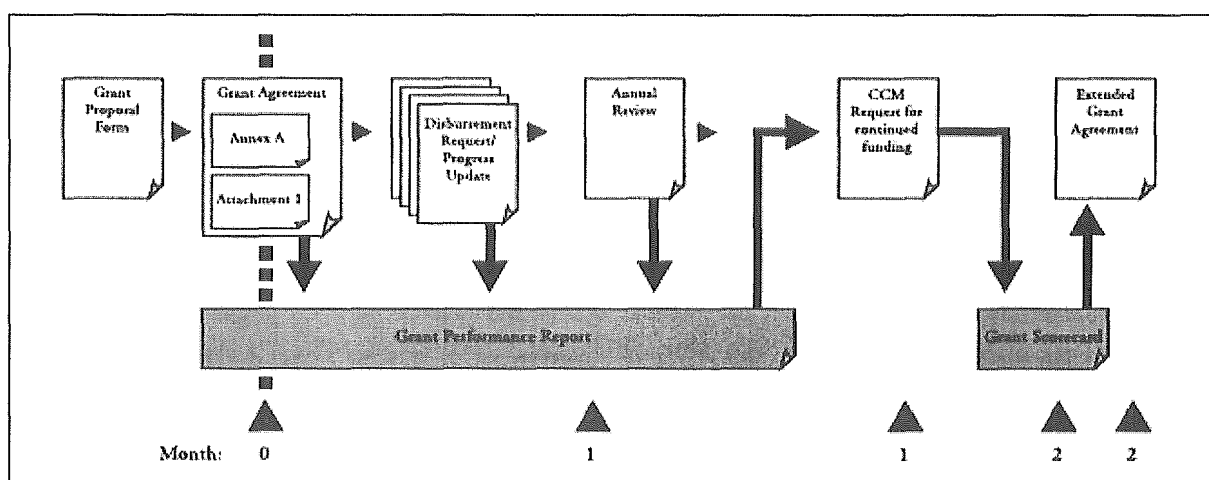 Grant
Proposal
Form
Grant Agreement
Annex A
Attachment 1
Disbursement
Request/
Progress
Update
Annual
Review
CCM
Request for
continued
funding
Extended
Grant
Agreement
Grant Performance Report
Grant Scorecard
Month: 0 1 1 2 2